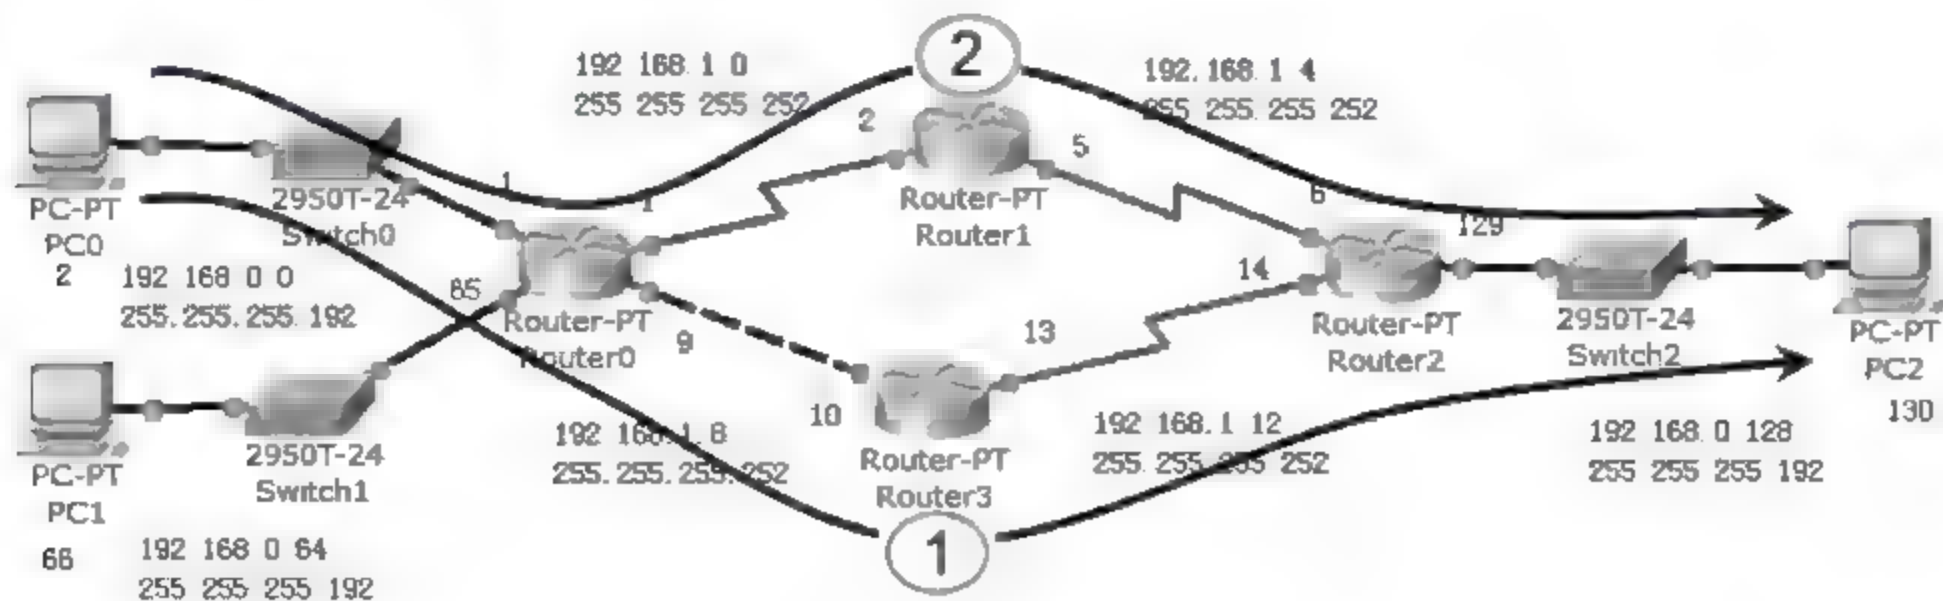 2
192 168 1 0
255 255 255 252
192.168.1 4
255 255 255 252
2
5
PC-PT
PC0
2
2950T-24
Switch0
1
1
Router-PT
Router1
6
129
192 168 0 0
255.255.255.192
85
Router-PT
Router0
9
14
Router-PT
Router2
2950T-24
Switch2
PC-PT
PC2
130
13
10
PC-PT
PC1
66
2950T-24
Switch1
192 168.1.8
255.255.255.252
Router-PT
Router3
192 168.1 12
255 255 255 252
192 168.0 128
255 255 255 192
192 168 0 64
255 255 255 192
1